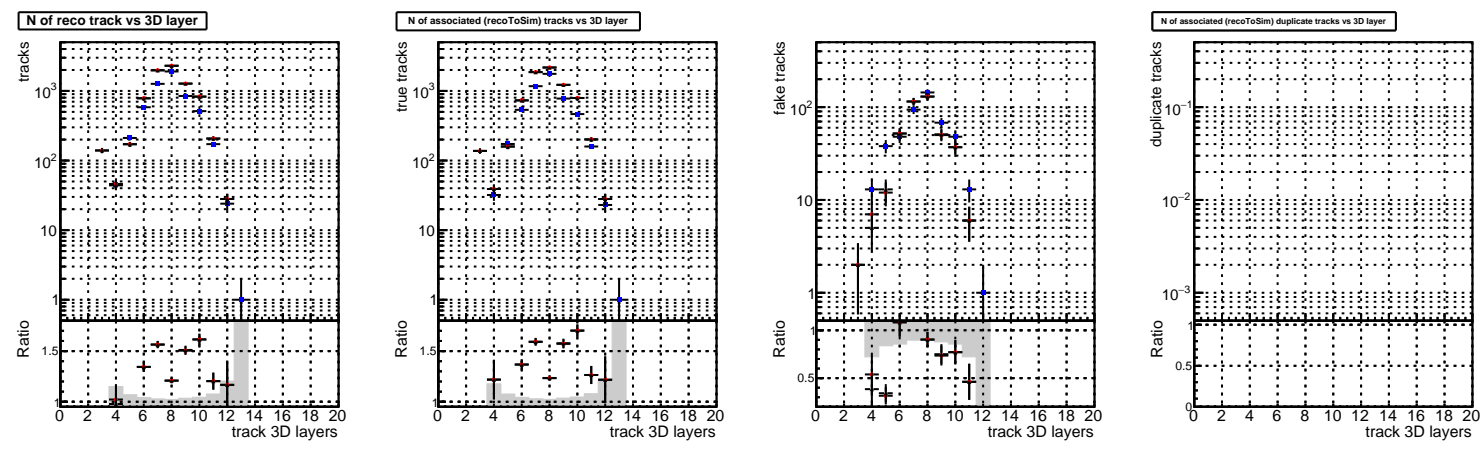 N of reco track vs 3D layer
tracks
10³
10²
10
1
Ratio
1.5
1
0 2 4 6 8 10 12 14 16 18 20
track 3D layers
N of associated (recoToSim) tracks vs 3D layer
true tracks
10³
10²
10
1
Ratio
1.5
1
0 2 4 6 8 10 12 14 16 18 20
track 3D layers
fake tracks
10²
10
1
Ratio
1
0.5
0 2 4 6 8 10 12 14 16 18 20
track 3D layers
N of associated (recoToSim) duplicate tracks vs 3D layer
duplicate tracks
10⁻¹
10⁻²
10⁻³
Ratio
1
0.5
0
0 2 4 6 8 10 12 14 16 18 20
track 3D layers